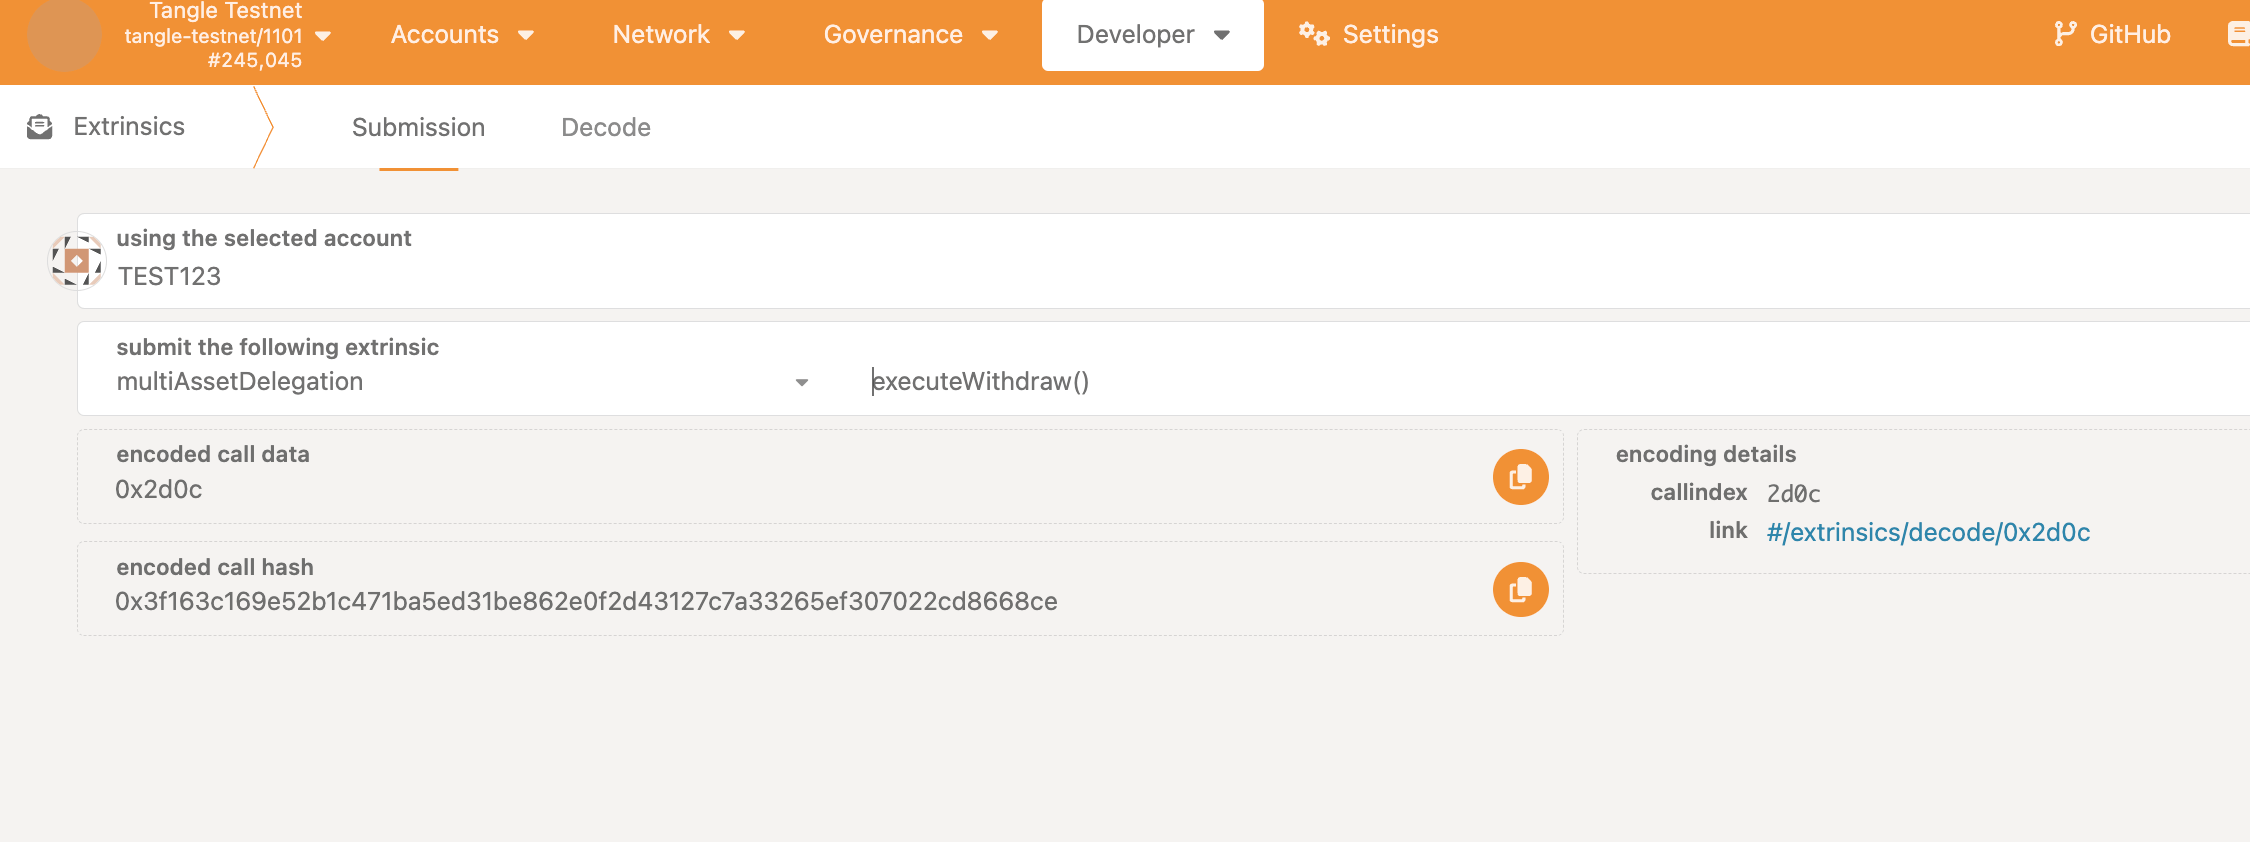 Tangle Testnet
tangle-testnet/1101
#245,045
Accounts
Network
Governance
Developer
Settings
GitHub
Extrinsics
Submission
Decode
using the selected account
TEST123
submit the following extrinsic
multiAssetDelegation
executeWithdraw()
encoded call data
0x2d0c
encoding details
callindex 2d0c
link #/extrinsics/decode/0x2d0c
encoded call hash
0x3f163c169e52b1c471ba5ed31be862e0f2d43127c7a33265ef307022cd8668ce